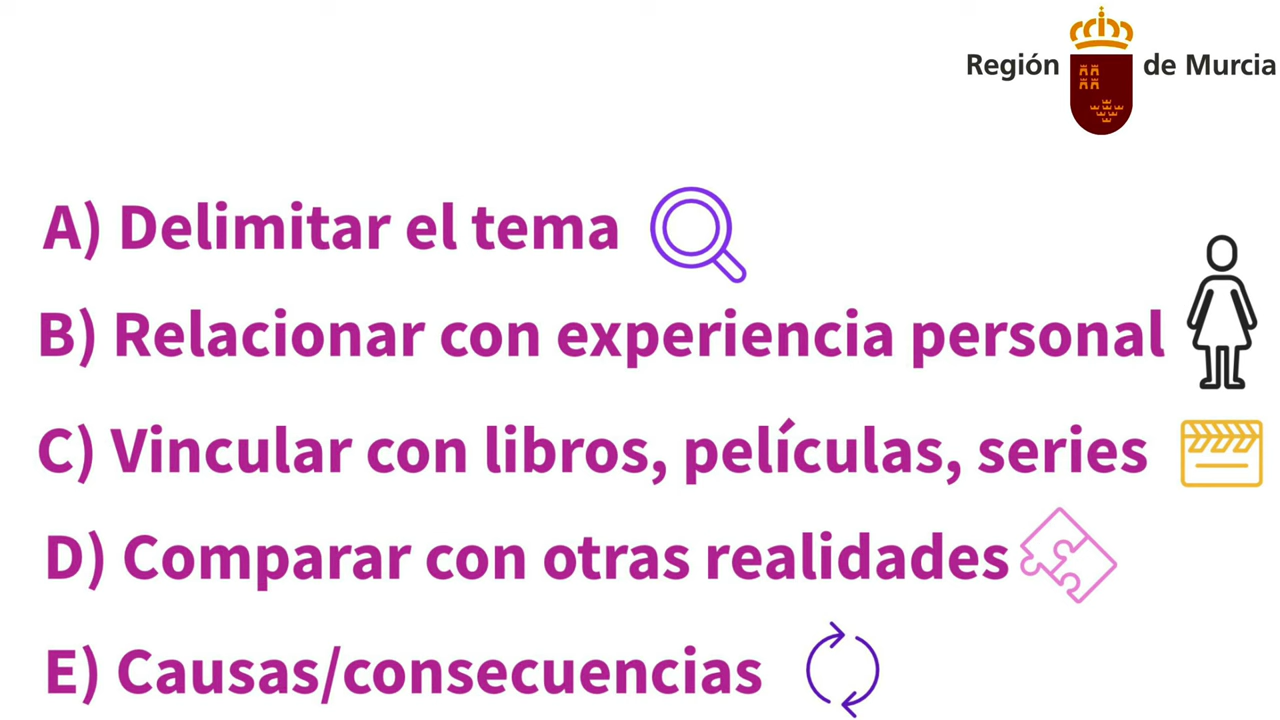 Región de Murcia
A) Delimitar el tema
B) Relacionar con experiencia personal
C) Vincular con libros, películas, series
D) Comparar con otras realidades
E) Causas/consecuencias